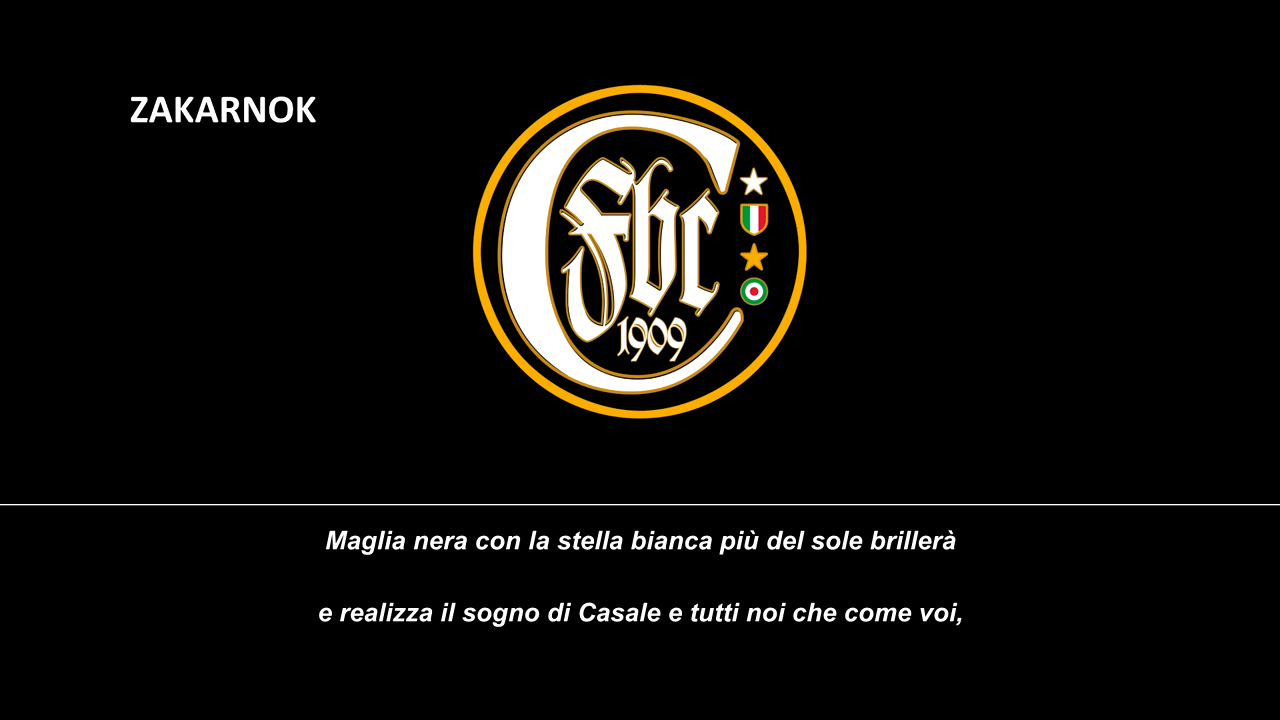 ZAKARNOK
C
fbc
1909
Maglia nera con la stella bianca più del sole brillerà
e realizza il sogno di Casale e tutti noi che come voi,